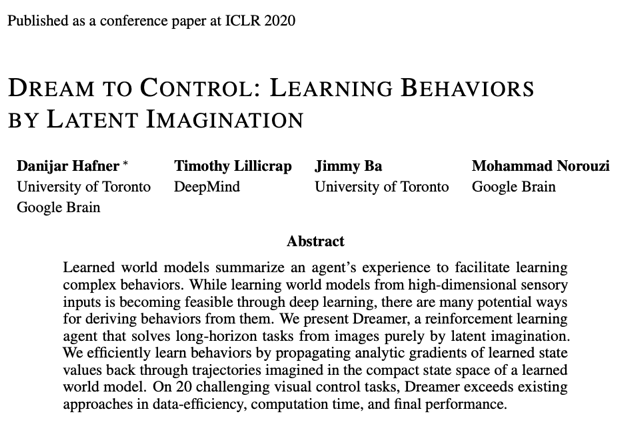 Published as a conference paper at ICLR 2020
DREAM TO CONTROL: LEARNING BEHAVIORS
BY LATENT IMAGINATION
Danijar Hafner * Timothy Lillicrap Jimmy Ba Mohammad Norouzi
University of Toronto DeepMind University of Toronto Google Brain
Google Brain
Abstract
Learned world models summarize an agent's experience to facilitate learning
complex behaviors. While learning world models from high-dimensional sensory
inputs is becoming feasible through deep learning, there are many potential ways
for deriving behaviors from them. We present Dreamer, a reinforcement learning
agent that solves long-horizon tasks from images purely by latent imagination.
We efficiently learn behaviors by propagating analytic gradients of learned state
values back through trajectories imagined in the compact state space of a learned
world model. On 20 challenging visual control tasks, Dreamer exceeds existing
approaches in data-efficiency, computation time, and final performance.